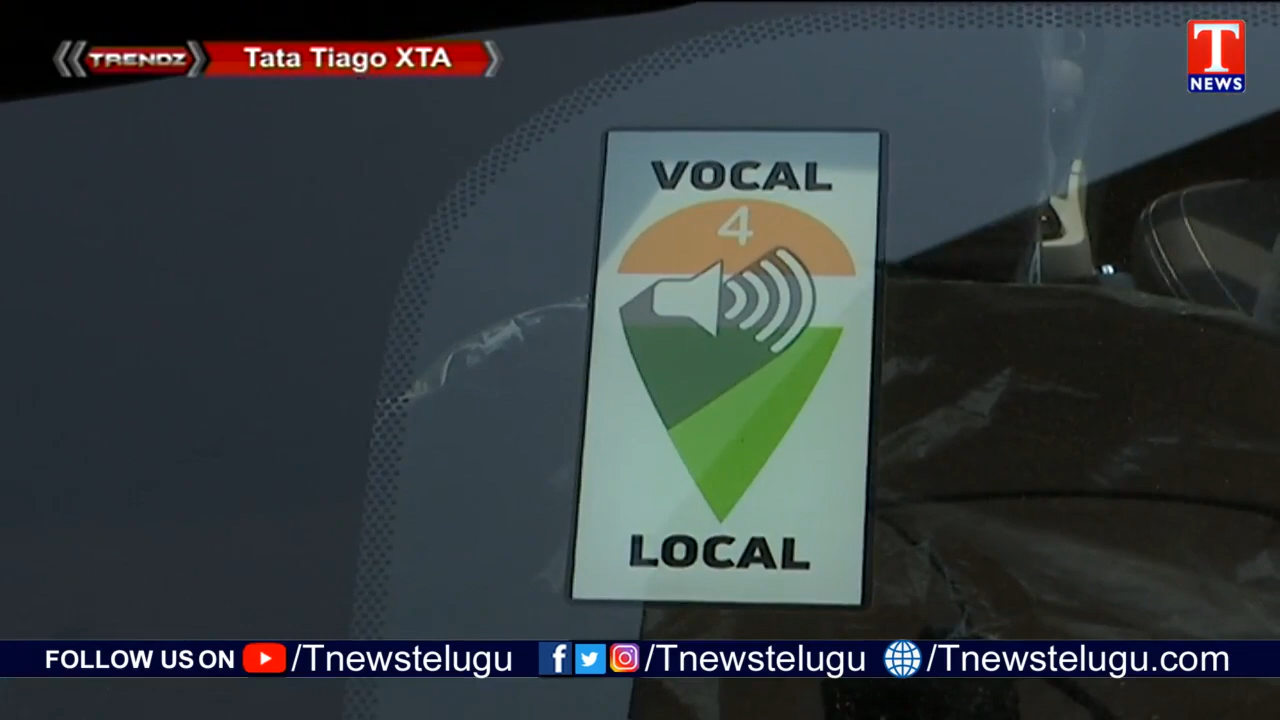 TRENDZ
Tata Tiago XTA
T
NEWS
VOCAL
4
LOCAL
FOLLOW US ON /Tnewstelugu f /Tnewstelugu /Tnewstelugu.com